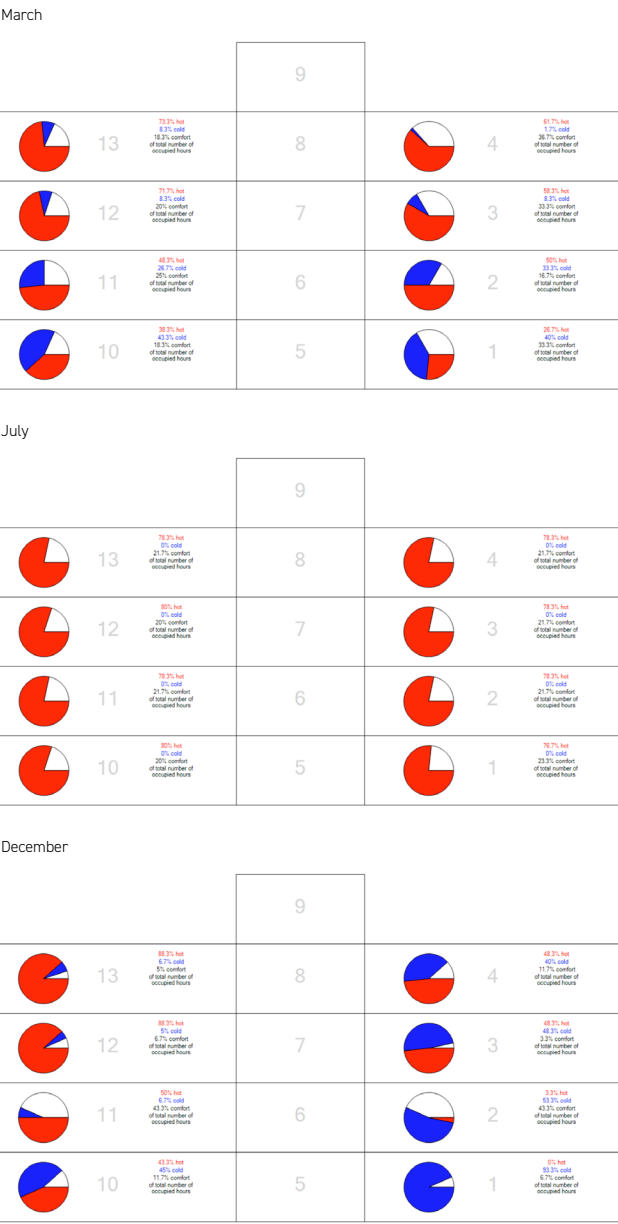 March
9
13
73.3% hot
8.3% cold
18.3% comfort
of total number of
occupied hours
8
4
61.7% hot
1.7% cold
36.7% comfort
of total number of
occupied hours
12
71.7% hot
8.3% cold
20% comfort
of total number of
occupied hours
7
3
58.3% hot
8.3% cold
33.3% comfort
of total number of
occupied hours
11
48.3% hot
26.7% cold
25% comfort
of total number of
occupied hours
6
2
50% hot
33.3% cold
16.7% comfort
of total number of
occupied hours
10
38.3% hot
43.3% cold
18.3% comfort
of total number of
occupied hours
5
1
26.7% hot
40% cold
33.3% comfort
of total number of
occupied hours
July
9
13
78.3% hot
0% cold
21.7% comfort
of total number of
occupied hours
8
4
78.3% hot
0% cold
21.7% comfort
of total number of
occupied hours
12
80% hot
0% cold
20% comfort
of total number of
occupied hours
7
3
78.3% hot
0% cold
21.7% comfort
of total number of
occupied hours
11
78.3% hot
0% cold
21.7% comfort
of total number of
occupied hours
6
2
78.3% hot
0% cold
21.7% comfort
of total number of
occupied hours
10
80% hot
0% cold
20% comfort
of total number of
occupied hours
5
1
76.7% hot
0% cold
23.3% comfort
of total number of
occupied hours
December
9
13
88.3% hot
6.7% cold
5% comfort
of total number of
occupied hours
8
4
48.3% hot
40% cold
11.7% comfort
of total number of
occupied hours
12
88.3% hot
5% cold
6.7% comfort
of total number of
occupied hours
7
3
48.3% hot
48.3% cold
3.3% comfort
of total number of
occupied hours
11
50% hot
6.7% cold
43.3% comfort
of total number of
occupied hours
6
2
3.3% hot
53.3% cold
43.3% comfort
of total number of
occupied hours
10
43.3% hot
45% cold
11.7% comfort
of total number of
occupied hours
5
1
0% hot
93.3% cold
6.7% comfort
of total number of
occupied hours